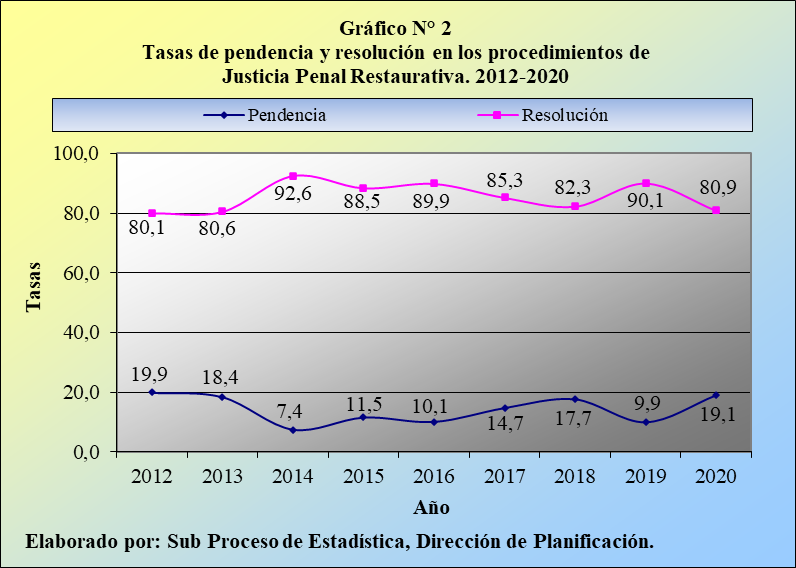 Gráfico N° 2
Tasas de pendencia y resolución en los procedimientos de
Justicia Penal Restaurativa. 2012-2020
Pendencia Resolución
100,0
80,0
60,0
40,0
20,0
0,0
Tasas
80,1 80,6 92,6 88,5 89,9 85,3 82,3 90,1 80,9
19,9 18,4 7,4 11,5 10,1 14,7 17,7 9,9 19,1
2012 2013 2014 2015 2016 2017 2018 2019 2020
Año
Elaborado por: Sub Proceso de Estadística, Dirección de Planificación.